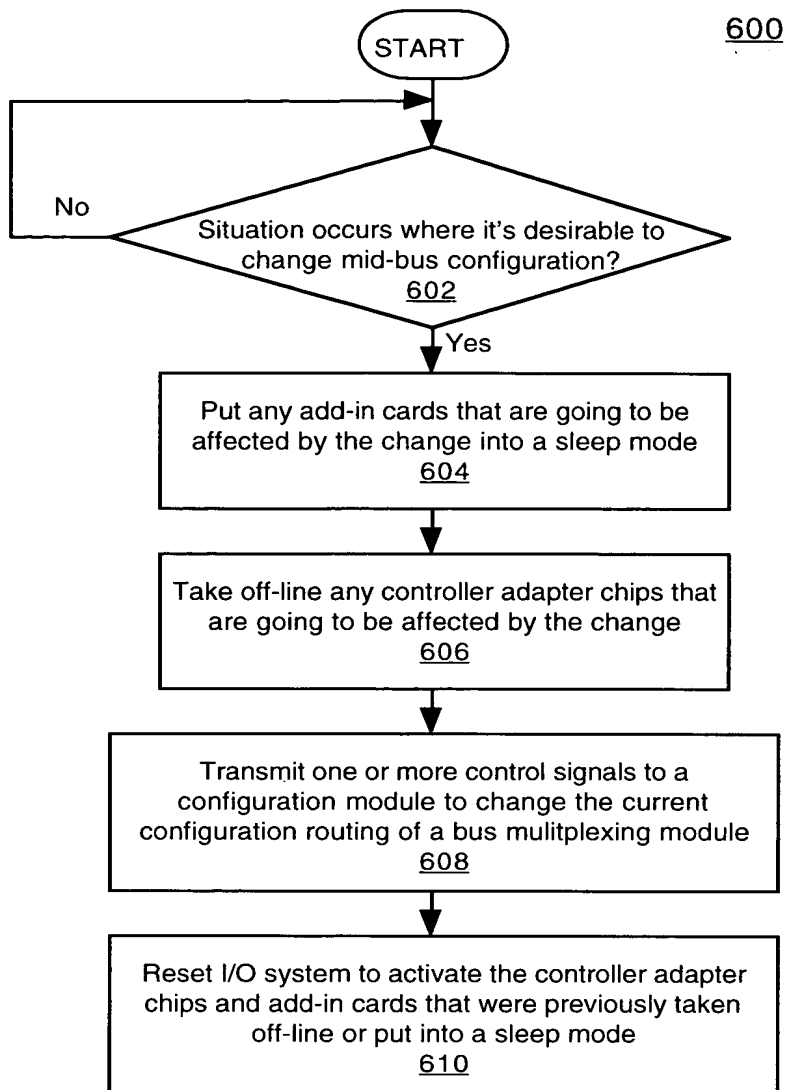 600
START
No
Situation occurs where it's desirable to
change mid-bus configuration?
602
Yes
Put any add-in cards that are going to be
affected by the change into a sleep mode
604
Take off-line any controller adapter chips that
are going to be affected by the change
606
Transmit one or more control signals to a
configuration module to change the current
configuration routing of a bus mulitplexing module
608
Reset I/O system to activate the controller adapter
chips and add-in cards that were previously taken
off-line or put into a sleep mode
610